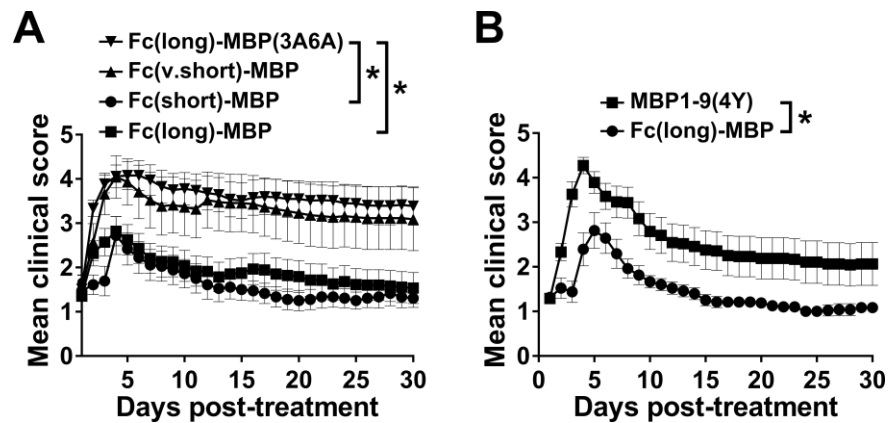 A
Fc(long)-MBP(3A6A)
Fc(v.short)-MBP
Fc(short)-MBP
Fc(long)-MBP
*
*
Mean clinical score
5
4
3
2
1
0
5 10 15 20 25 30
Days post-treatment
B
MBP1-9(4Y)
Fc(long)-MBP
*
Mean clinical score
5
4
3
2
1
0
0 5 10 15 20 25 30
Days post-treatment